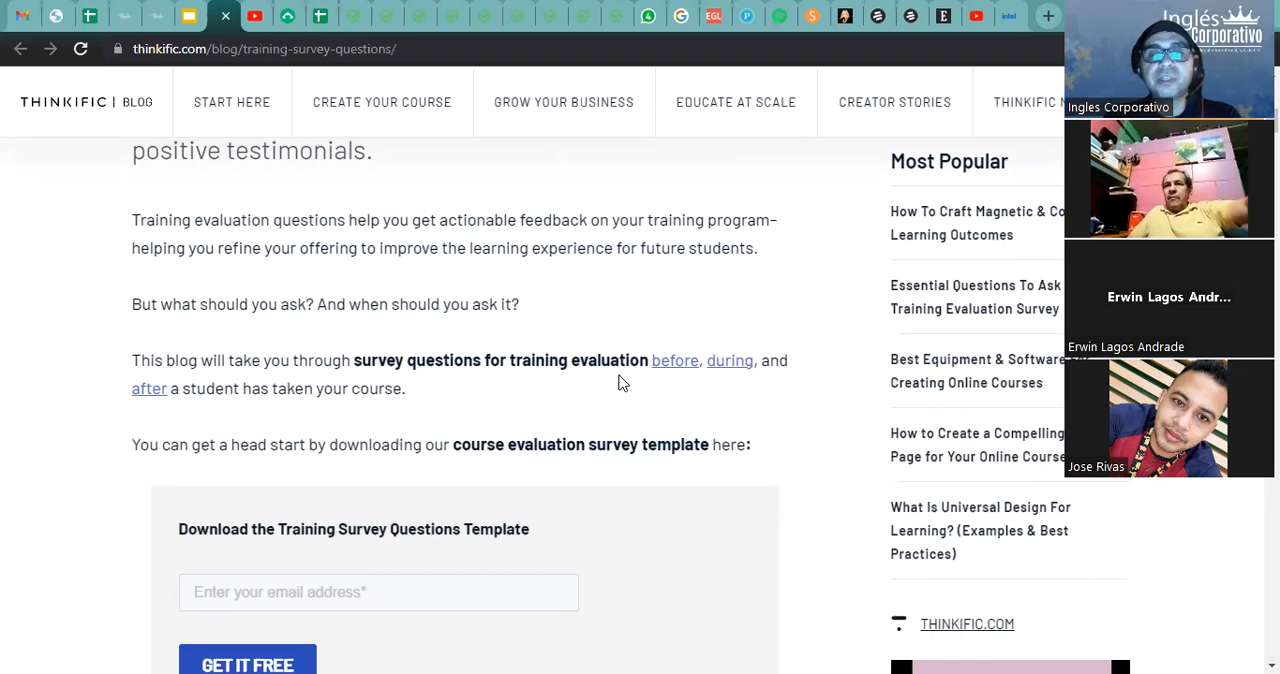 EGL
intel
thinkific.com/blog/training-survey-questions/
THINKIFIC | BLOG
START HERE
CREATE YOUR COURSE
GROW YOUR BUSINESS
EDUCATE AT SCALE
CREATOR STORIES
THINKIFIC
positive testimonials.
Training evaluation questions help you get actionable feedback on your training program–
helping you refine your offering to improve the learning experience for future students.
But what should you ask? And when should you ask it?
This blog will take you through survey questions for training evaluation before, during, and
after a student has taken your course.
You can get a head start by downloading our course evaluation survey template here:
Download the Training Survey Questions Template
Enter your email address*
GET IT FREE
Most Popular
How To Craft Magnetic & Co
Learning Outcomes
Essential Questions To Ask
Training Evaluation Survey
Best Equipment & Software
Creating Online Courses
How to Create a Compelling
Page for Your Online Course
What Is Universal Design For
Learning? (Examples & Best
Practices)
THINKIFIC.COM
Inglés
Corporativo
Ingles Corporativo
Erwin Lagos Andr...
Erwin Lagos Andrade
Jose Rivas